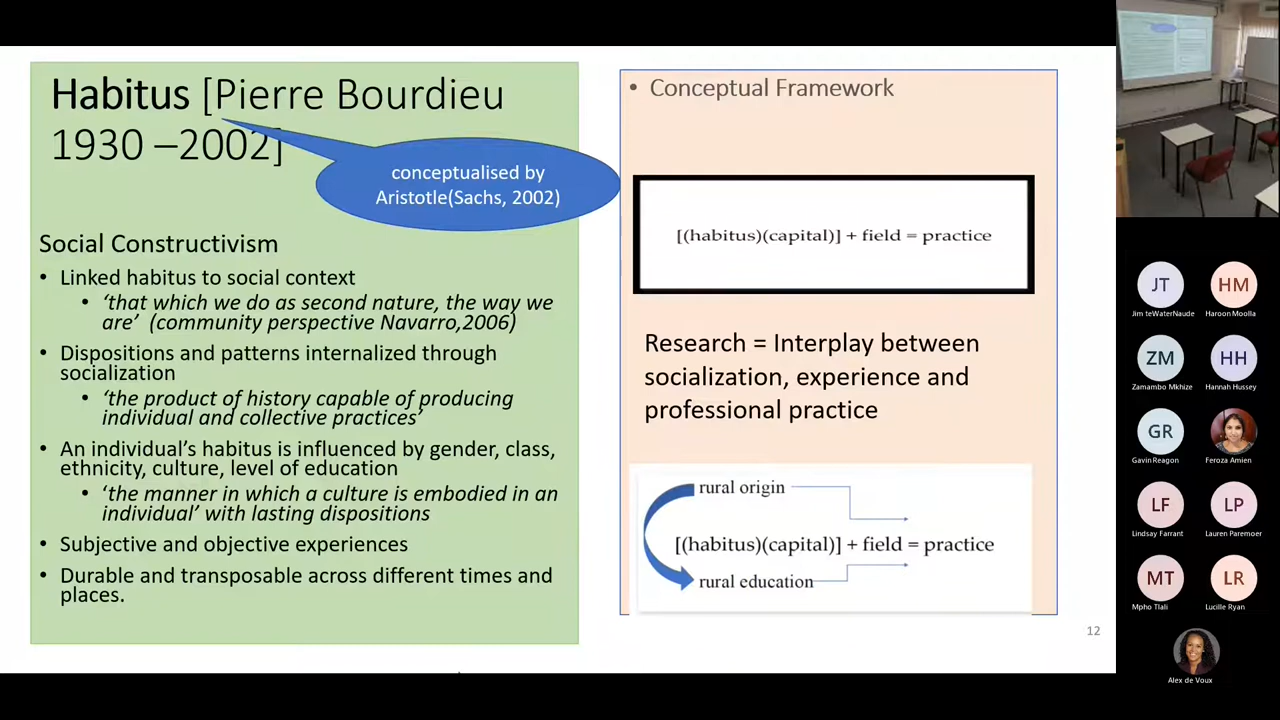 Habitus [Pierre Bourdieu
1930 –2002]
conceptualised by
Aristotle(Sachs, 2002)
Social Constructivism
• Linked habitus to social context
• ‘that which we do as second nature, the way we
are’ (community perspective Navarro,2006)
• Dispositions and patterns internalized through
socialization
• ‘the product of history capable of producing
individual and collective practices’
• An individual’s habitus is influenced by gender, class,
ethnicity, culture, level of education
• ‘the manner in which a culture is embodied in an
individual’ with lasting dispositions
• Subjective and objective experiences
• Durable and transposable across different times and
places.
• Conceptual Framework
[(habitus)(capital)] + field = practice
Research = Interplay between
socialization, experience and
professional practice
rural origin
[(habitus)(capital)] + field = practice
rural education
12
JT
Jim teWaterNaude
HM
Haroon Moolla
ZM
Zamambo Mkhize
HH
Hannah Hussey
GR
Gavin Reagon
Feroza Amien
LF
Lindsay Farrant
LP
Lauren Paremoer
MT
Mpho Tlali
LR
Lucille Ryan
Alex de Voux